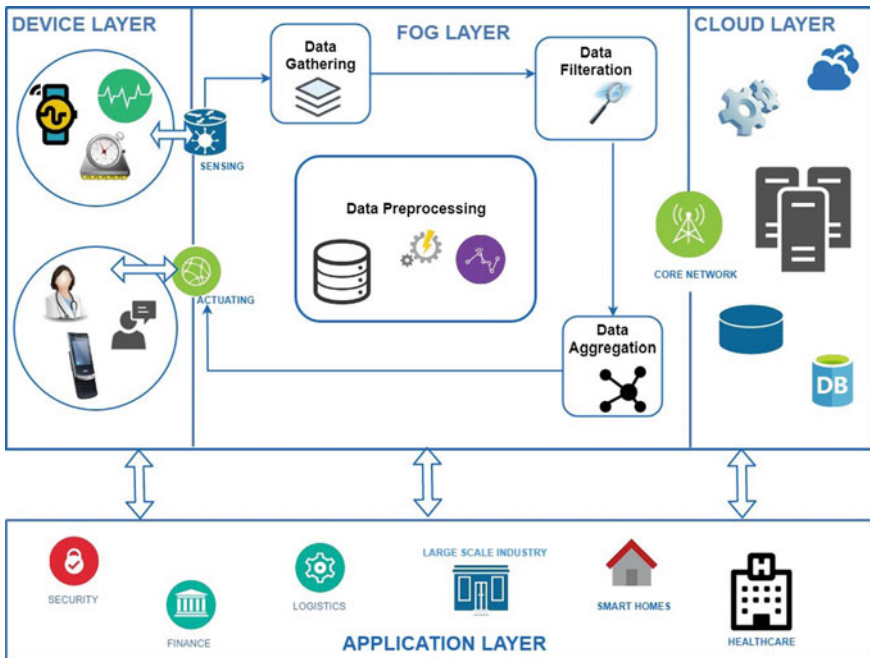 DEVICE LAYER
FOG LAYER
CLOUD LAYER
Data
Gathering
Data
Filteration
SENSING
Data Preprocessing
ACTUATING
CORE NETWORK
Data
Aggregation
DB
SECURITY
FINANCE
LOGISTICS
LARGE SCALE INDUSTRY
SMART HOMES
H
HEALTHCARE
APPLICATION LAYER